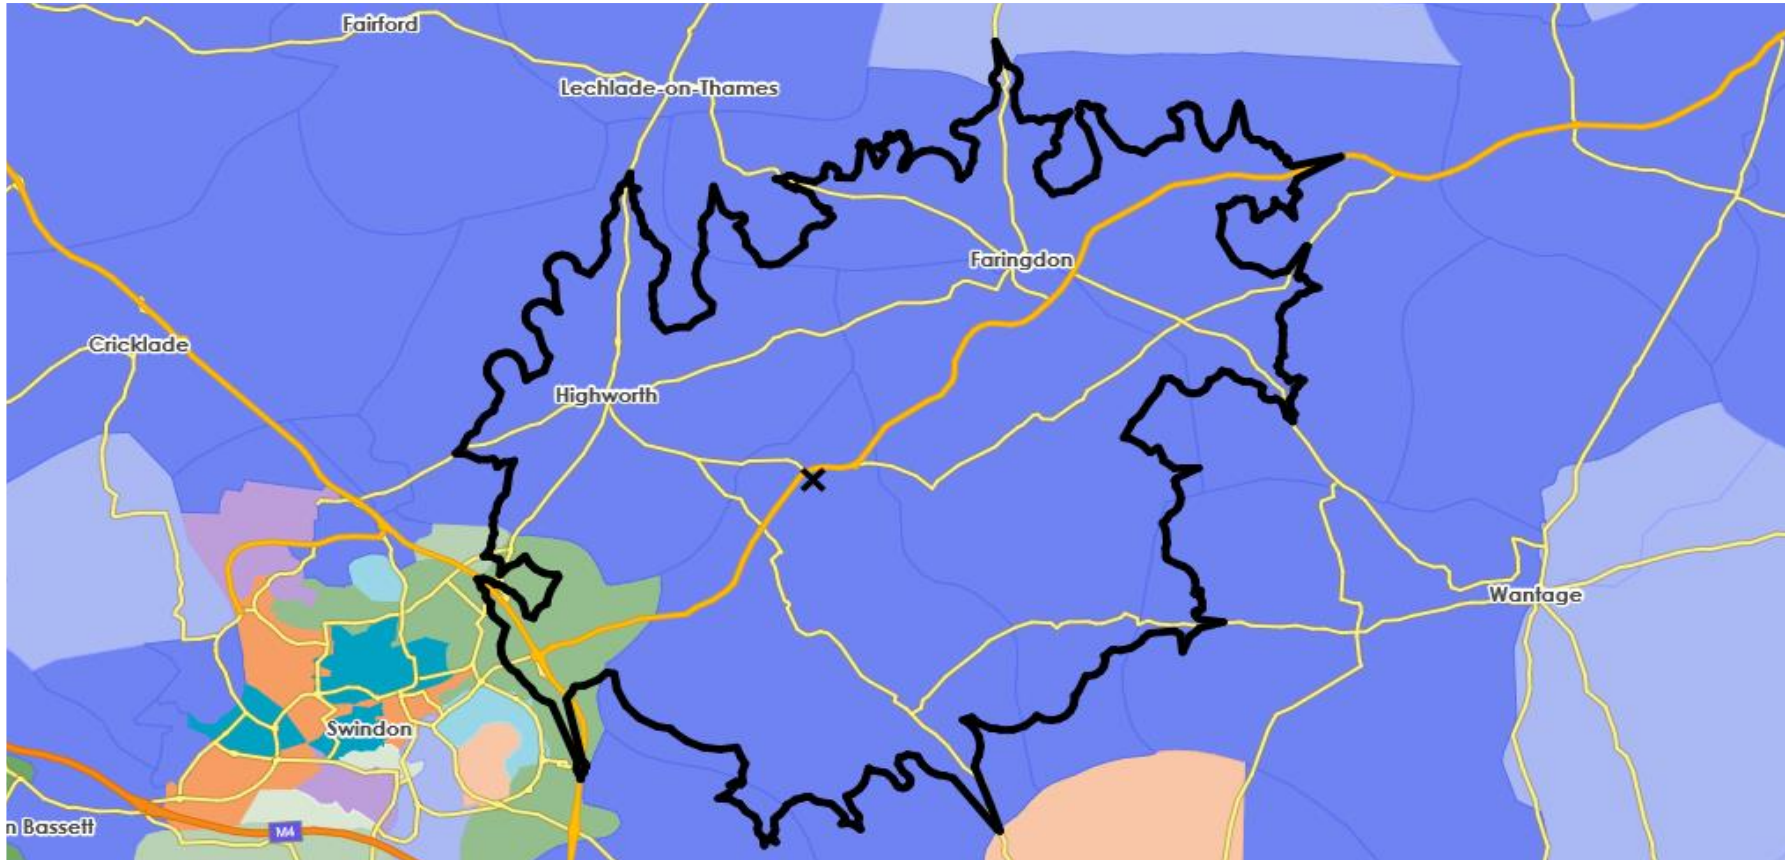 Fairford
Lechlade-on-Thames
Faringdon
Cricklade
Highworth
Wantage
Swindon
n Bassett
M4